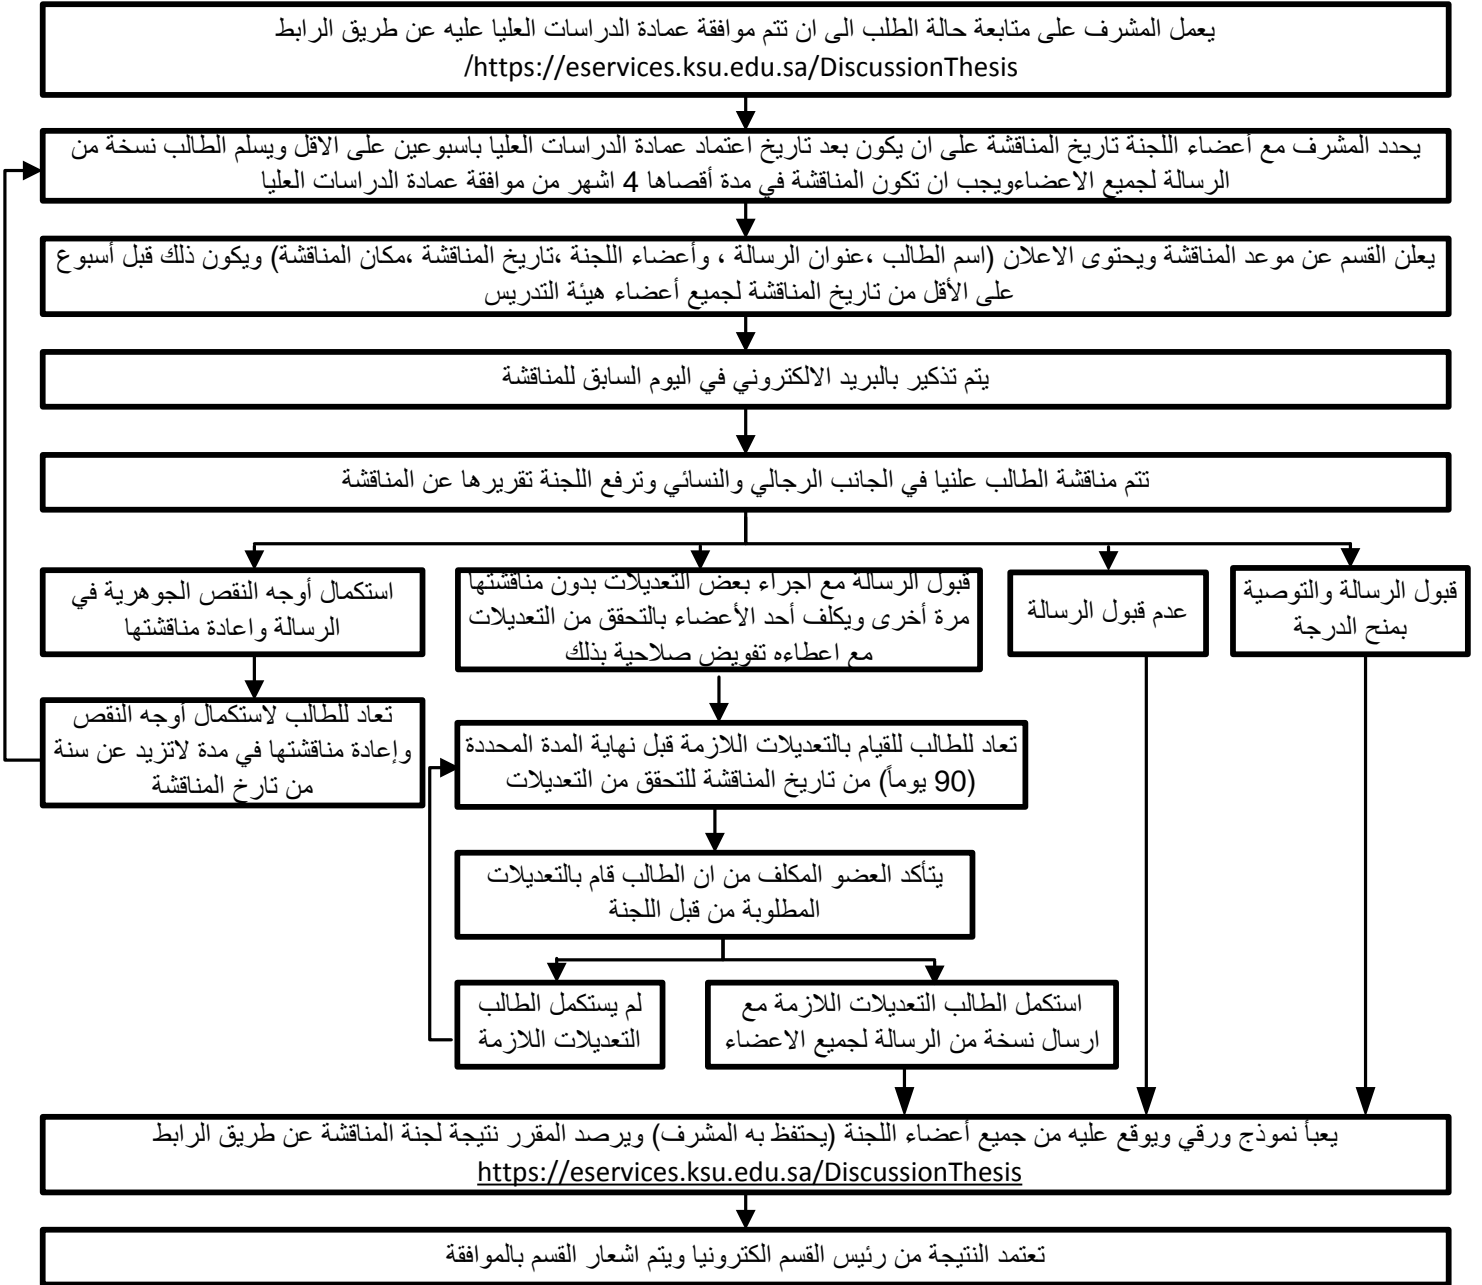 يعمل المشرف على متابعة حالة الطلب الى ان تتم موافقة عمادة الدراسات العليا عليه عن طريق الرابط
/https://eservices.ksu.edu.sa/DiscussionThesis
يحدد المشرف مع أعضاء اللجنة تاريخ المناقشة على ان يكون بعد تاريخ اعتماد عمادة الدراسات العليا باسبوعين على الاقل ويسلم الطالب نسخة من
الرسالة لجميع الاعضاءويجب ان تكون المناقشة في مدة أقصاها 4 اشهر من موافقة عمادة الدراسات العليا
يعلن القسم عن موعد المناقشة ويحتوى الاعلان (اسم الطالب ،عنوان الرسالة ، وأعضاء اللجنة ،تاريخ المناقشة ،مكان المناقشة) ويكون ذلك قبل أسبوع
على الأقل من تاريخ المناقشة لجميع أعضاء هيئة التدريس
يتم تذكير بالبريد الالكتروني في اليوم السابق للمناقشة
تتم مناقشة الطالب علنيا في الجانب الرجالي والنسائي وترفع اللجنة تقريرها عن المناقشة
قبول الرسالة والتوصية
بمنح الدرجة
عدم قبول الرسالة
قبول الرسالة مع اجراء بعض التعديلات بدون مناقشتها
مرة أخرى ويكلف أحد الأعضاء بالتحقق من التعديلات
مع اعطاءه تفويض صلاحية بذلك
استكمال أوجه النقص الجوهرية في
الرسالة واعادة مناقشتها
تعاد للطالب لاستكمال أوجه النقص
وإعادة مناقشتها في مدة لاتزيد عن سنة
من تارخ المناقشة
تعاد للطالب للقيام بالتعديلات اللازمة قبل نهاية المدة المحددة
(90 يوماً) من تاريخ المناقشة للتحقق من التعديلات
يتأكد العضو المكلف من ان الطالب قام بالتعديلات
المطلوبة من قبل اللجنة
استكمل الطالب التعديلات اللازمة مع
ارسال نسخة من الرسالة لجميع الاعضاء
لم يستكمل الطالب
التعديلات اللازمة
يعبأ نموذج ورقي ويوقع عليه من جميع أعضاء اللجنة (يحتفظ به المشرف) ويرصد المقرر نتيجة لجنة المناقشة عن طريق الرابط
https://eservices.ksu.edu.sa/DiscussionThesis
تعتمد النتيجة من رئيس القسم الكترونيا ويتم اشعار القسم بالموافقة